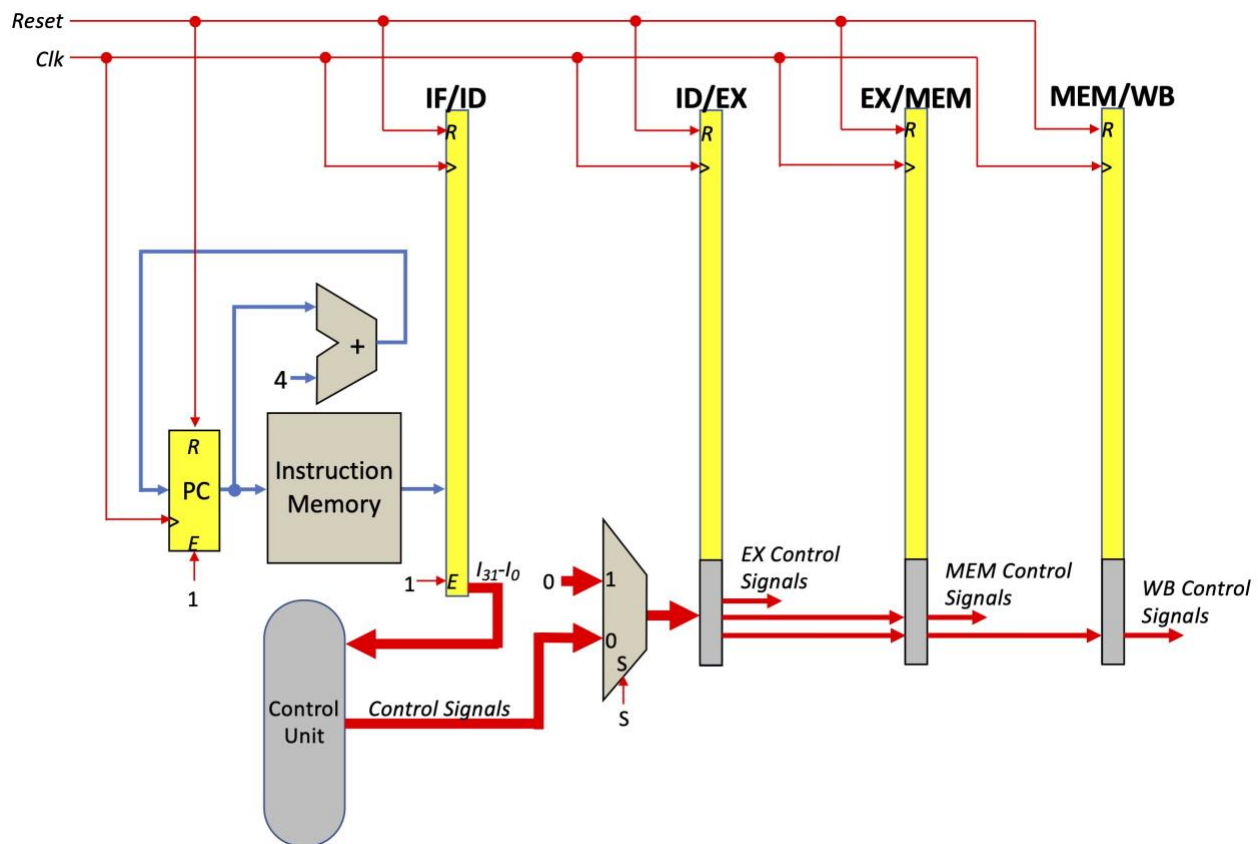 Reset
Clk
IF/ID
ID/EX
EX/MEM
MEM/WB
R
R
R
R
>
>
>
>
+
4
R
PC
>
E
1
Instruction
Memory
1
E
I31-I0
0
1
0
S
S
EX Control
Signals
MEM Control
Signals
WB Control
Signals
Control
Unit
Control Signals